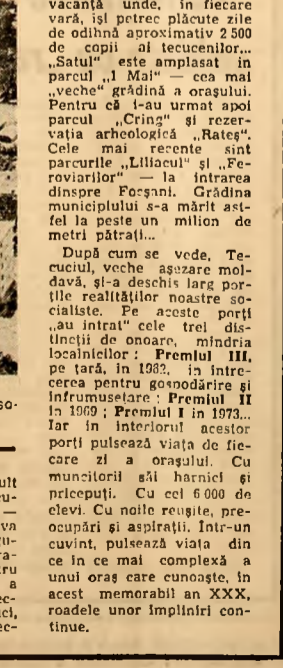 vacanță unde, în fiecare
vară, își petrec plăcute zile
de odihnă aproximativ 2 500
de copii ai tecucenilor...
„Satul" este amplasat în
parcul „1 Mai" — cea mai
„veche" grădină a orașului.
Pentru că i-au urmat apoi
parcul „Cring" și rezer-
vația arheologică „Rateș".
Cele mai recente sint
parcurile „Liliacul" și „Fe-
roviarilor" — la intrarea
dinspre Focșani. Grădina
municipiului s-a mărit ast-
fel la peste un milion de
metri pătrați...
După cum se vede, Te-
cuciul, veche așezare mol-
davă, și-a deschis larg por-
țile realităților noastre so-
cialiste. Pe aceste porți
„au intrat" cele trei dis-
tincții de onoare, mindria
localnicilor : Premiul III,
pe țară, în 1982, în între-
cerea pentru gospodărire și
înfrumusețare ; Premiul II
în 1969 ; Premiul I în 1973...
Iar în interiorul acestor
porți pulsează viața de fie-
care zi a orașului. Cu
muncitorii săi harnici și
pricepuți. Cu cei 6 000 de
elevi. Cu noile reușite, pre-
ocupări și aspirații. Într-un
cuvint, pulsează viața din
ce în ce mai complexă a
unui oraș care cunoaște, în
acest memorabil an XXX,
roadele unor împliniri con-
tinue.